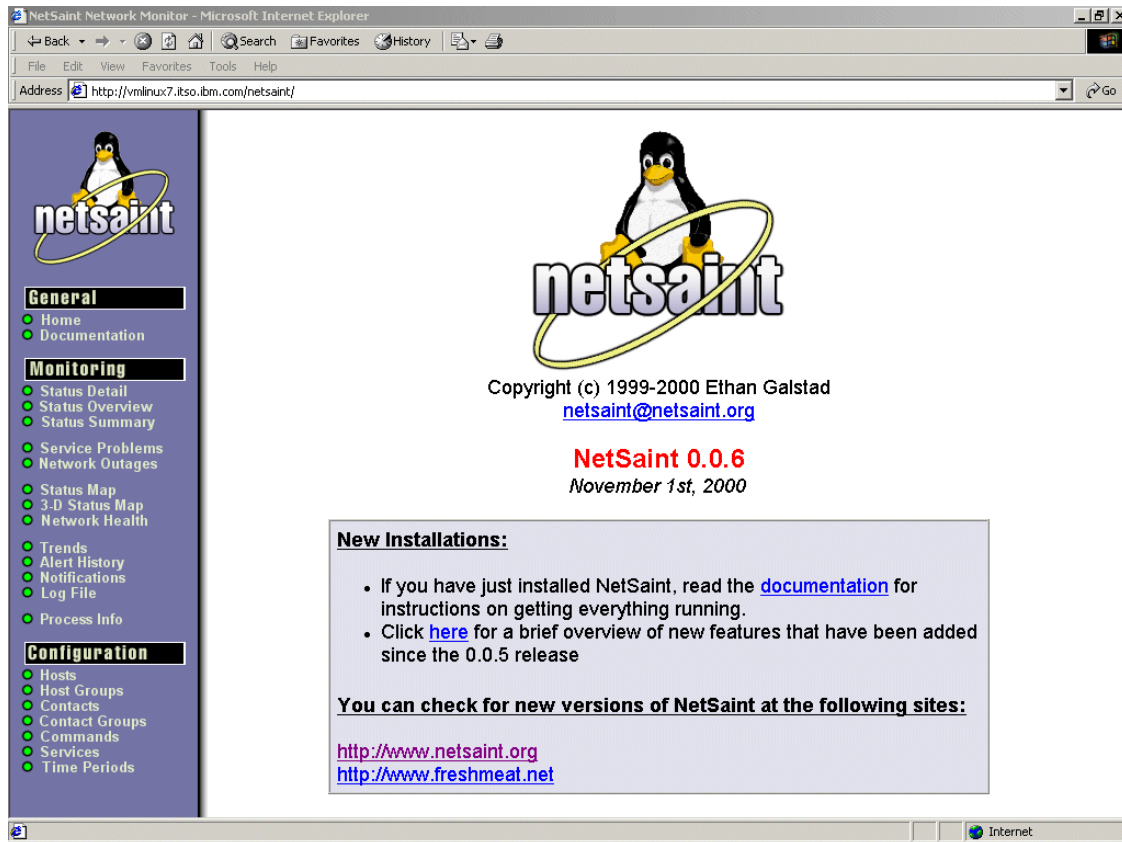 NetSaint Network Monitor - Microsoft Internet Explorer
Back Search Favorites History
File Edit View Favorites Tools Help
Address http://vmlinux7.itso.ibm.com/netsaint/ Go
netsaint
General
Home
Documentation
Monitoring
Status Detail
Status Overview
Status Summary
Service Problems
Network Outages
Status Map
3-D Status Map
Network Health
Trends
Alert History
Notifications
Log File
Process Info
Configuration
Hosts
Host Groups
Contacts
Contact Groups
Commands
Services
Time Periods
netsaint
Copyright (c) 1999-2000 Ethan Galstad
netsaint@netsaint.org
NetSaint 0.0.6
November 1st, 2000
New Installations:
• If you have just installed NetSaint, read the documentation for
instructions on getting everything running.
• Click here for a brief overview of new features that have been added
since the 0.0.5 release
You can check for new versions of NetSaint at the following sites:
http://www.netsaint.org
http://www.freshmeat.net
Internet